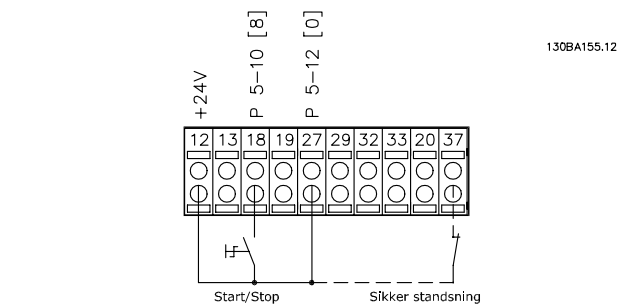 130BA155.12
+24V
P 5-10 [8]
P 5-12 [0]
12 13 18 19 27 29 32 33 20 37
Start/Stop
Sikker standsning